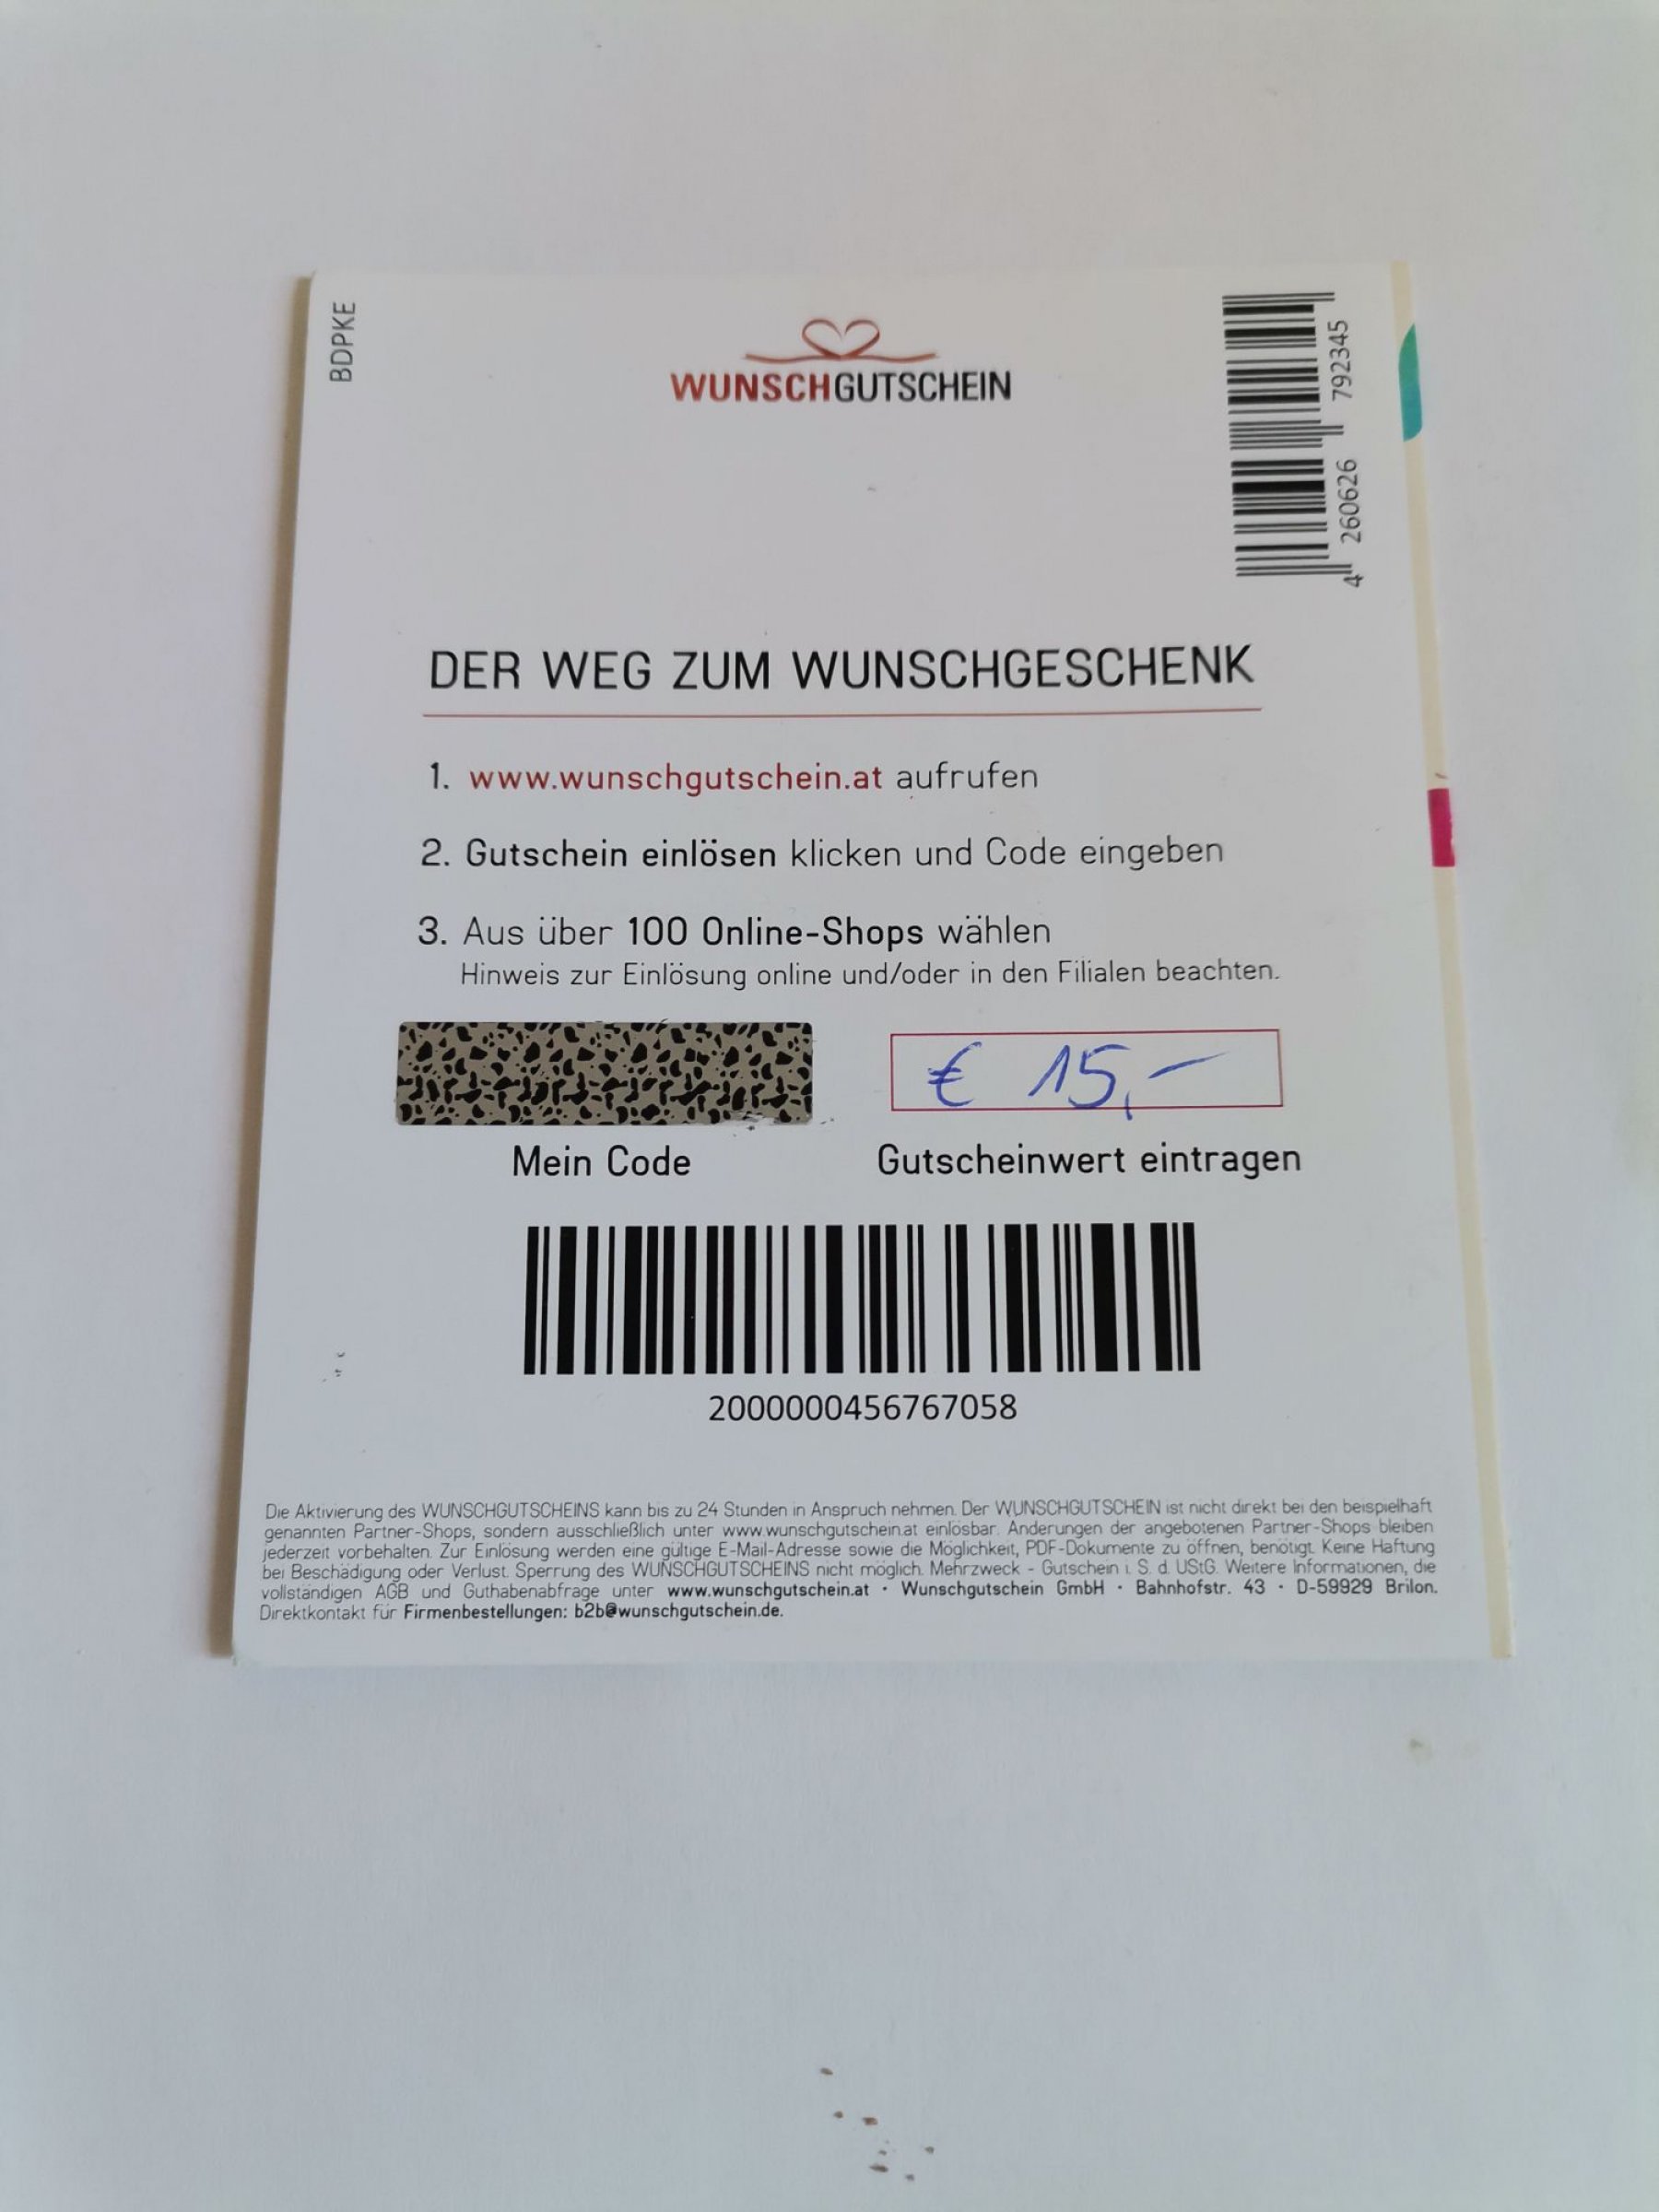 BDPKE
WUNSCHGUTSCHEIN
4 260626 792345
DER WEG ZUM WUNSCHGESCHENK
1. www.wunschgutschein.at aufrufen
2. Gutschein einlösen klicken und Code eingeben
3. Aus über 100 Online-Shops wählen
Hinweis zur Einlösung online und/oder in den Filialen beachten.
€ 15,-
Mein Code
Gutscheinwert eintragen
2000000456767058
Die Aktivierung des WUNSCHGUTSCHEINS kann bis zu 24 Stunden in Anspruch nehmen. Der WUNSCHGUTSCHEIN ist nicht direkt bei den beispielhaft
genannten Partner-Shops, sondern ausschließlich unter www.wunschgutschein.at einlösbar. Änderungen der angebotenen Partner-Shops bleiben
jederzeit vorbehalten. Zur Einlösung werden eine gültige E-Mail-Adresse sowie die Möglichkeit, PDF-Dokumente zu öffnen, benötigt. Keine Haftung
bei Beschädigung oder Verlust. Sperrung des WUNSCHGUTSCHEINS nicht möglich. Mehrzweck - Gutschein i. S. d. UStG. Weitere Informationen, die
vollständigen AGB und Guthabenabfrage unter www.wunschgutschein.at · Wunschgutschein GmbH · Bahnhofstr. 43 · D-59929 Brilon.
Direktkontakt für Firmenbestellungen: b2b@wunschgutschein.de.